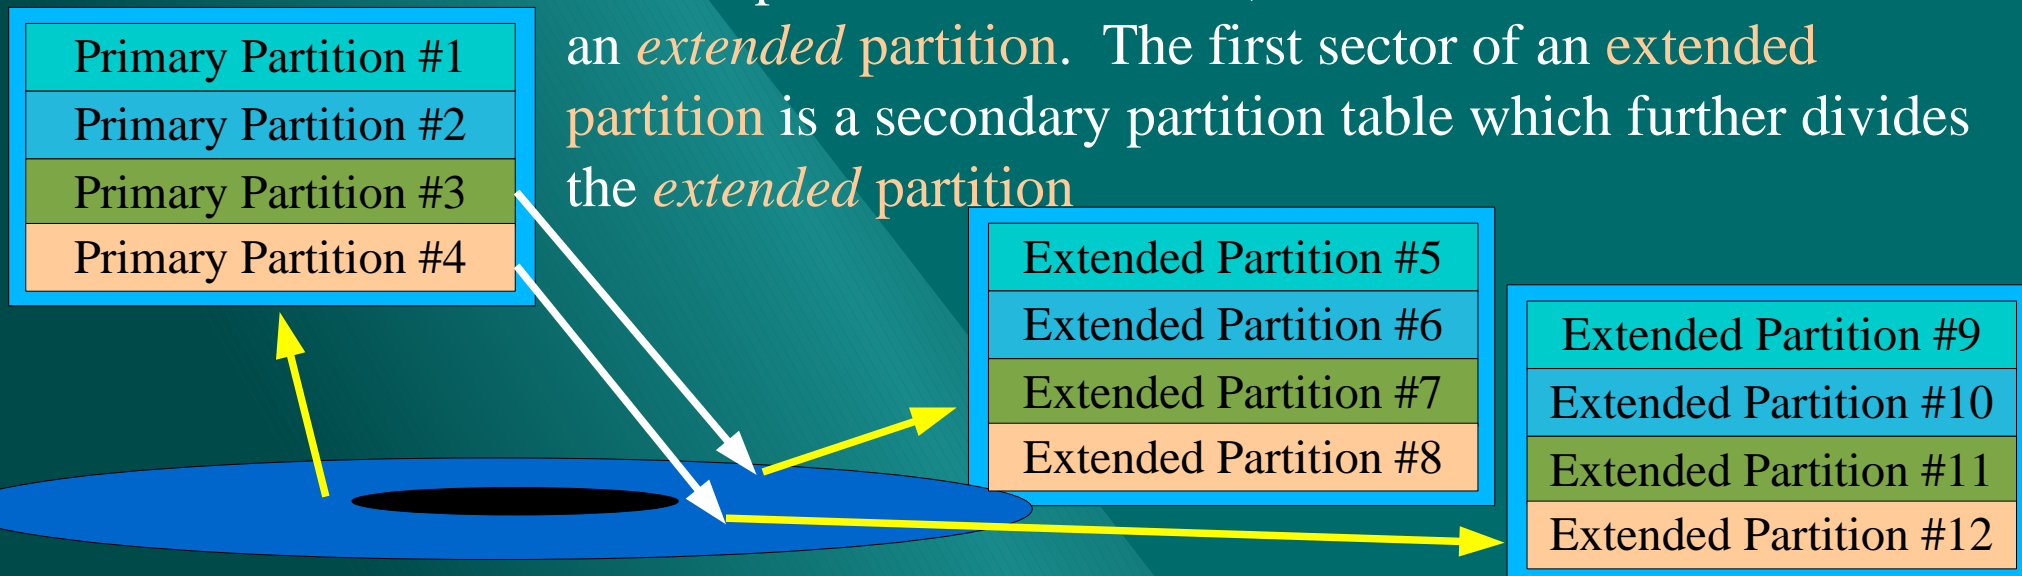 an extended partition. The first sector of an extended
partition is a secondary partition table which further divides
the extended partition
Primary Partition #1
Primary Partition #2
Primary Partition #3
Primary Partition #4
Extended Partition #5
Extended Partition #6
Extended Partition #7
Extended Partition #8
Extended Partition #9
Extended Partition #10
Extended Partition #11
Extended Partition #12